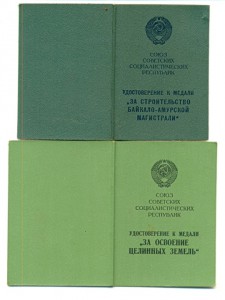 СОЮЗ
СОВЕТСКИХ
СОЦИАЛИСТИЧЕСКИХ
РЕСПУБЛИК
УДОСТОВЕРЕНИЕ К МЕДАЛИ
„ЗА СТРОИТЕЛЬСТВО
БАЙКАЛО-АМУРСКОЙ
МАГИСТРАЛИ“
СОЮЗ
СОВЕТСКИХ
СОЦИАЛИСТИЧЕСКИХ
РЕСПУБЛИК
УДОСТОВЕРЕНИЕ К МЕДАЛИ
„ЗА ОСВОЕНИЕ
ЦЕЛИННЫХ ЗЕМЕЛЬ“